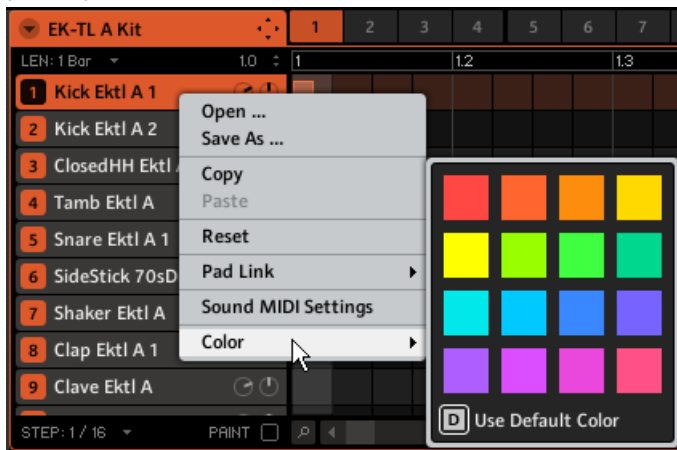 EK-TL A Kit 1 2 3 4 5 6 7
LEN: 1 Bar 1.0 1 1.2 1.3
1 Kick Ektl A 1
2 Kick Ektl A 2
3 ClosedHH Ektl
4 Tamb Ektl A
5 Snare Ektl A 1
6 SideStick 70sD
7 Shaker Ektl A
8 Clap Ektl A 1
9 Clave Ektl A
STEP: 1 / 16 PAINT
Open ...
Save As ...
Copy
Paste
Reset
Pad Link
Sound MIDI Settings
Color
D Use Default Color